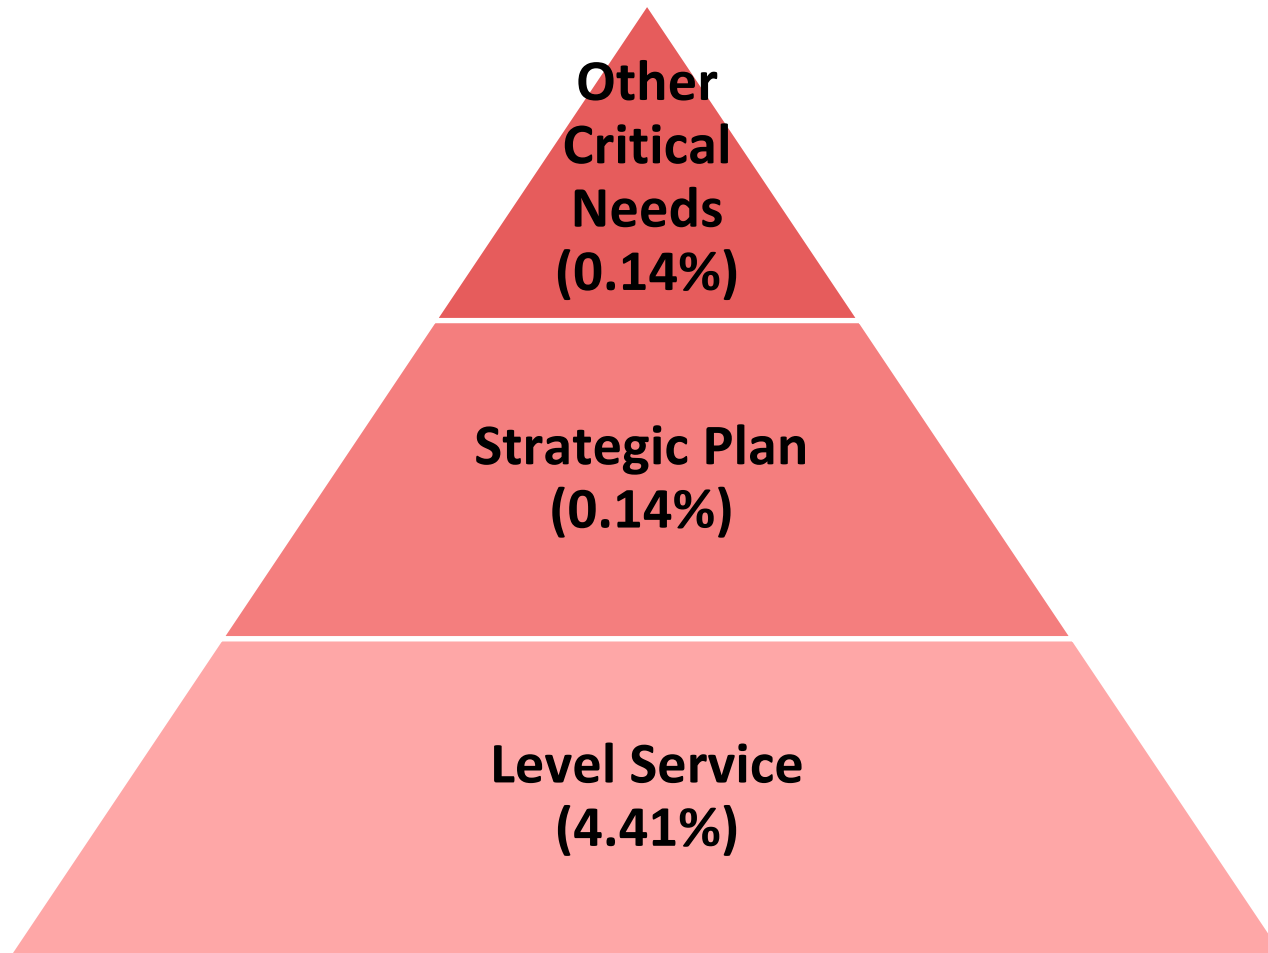 Other
Critical
Needs
(0.14%)
Strategic Plan
(0.14%)
Level Service
(4.41%)